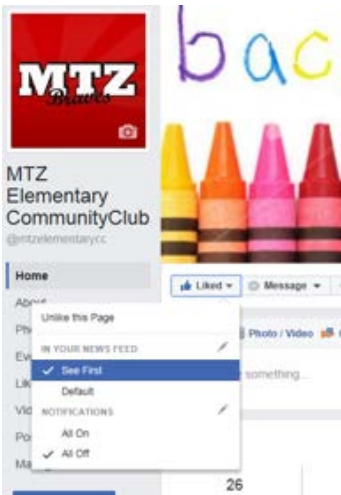 bac
MTZ
Braves
MTZ
Elementary
CommunityClub
@mtzelementarycc
Home
Liked
Message
Unlike this Page
IN YOUR NEWS FEED
See First
Default
NOTIFICATIONS
All On
All Off
Photo / Video
something...
26